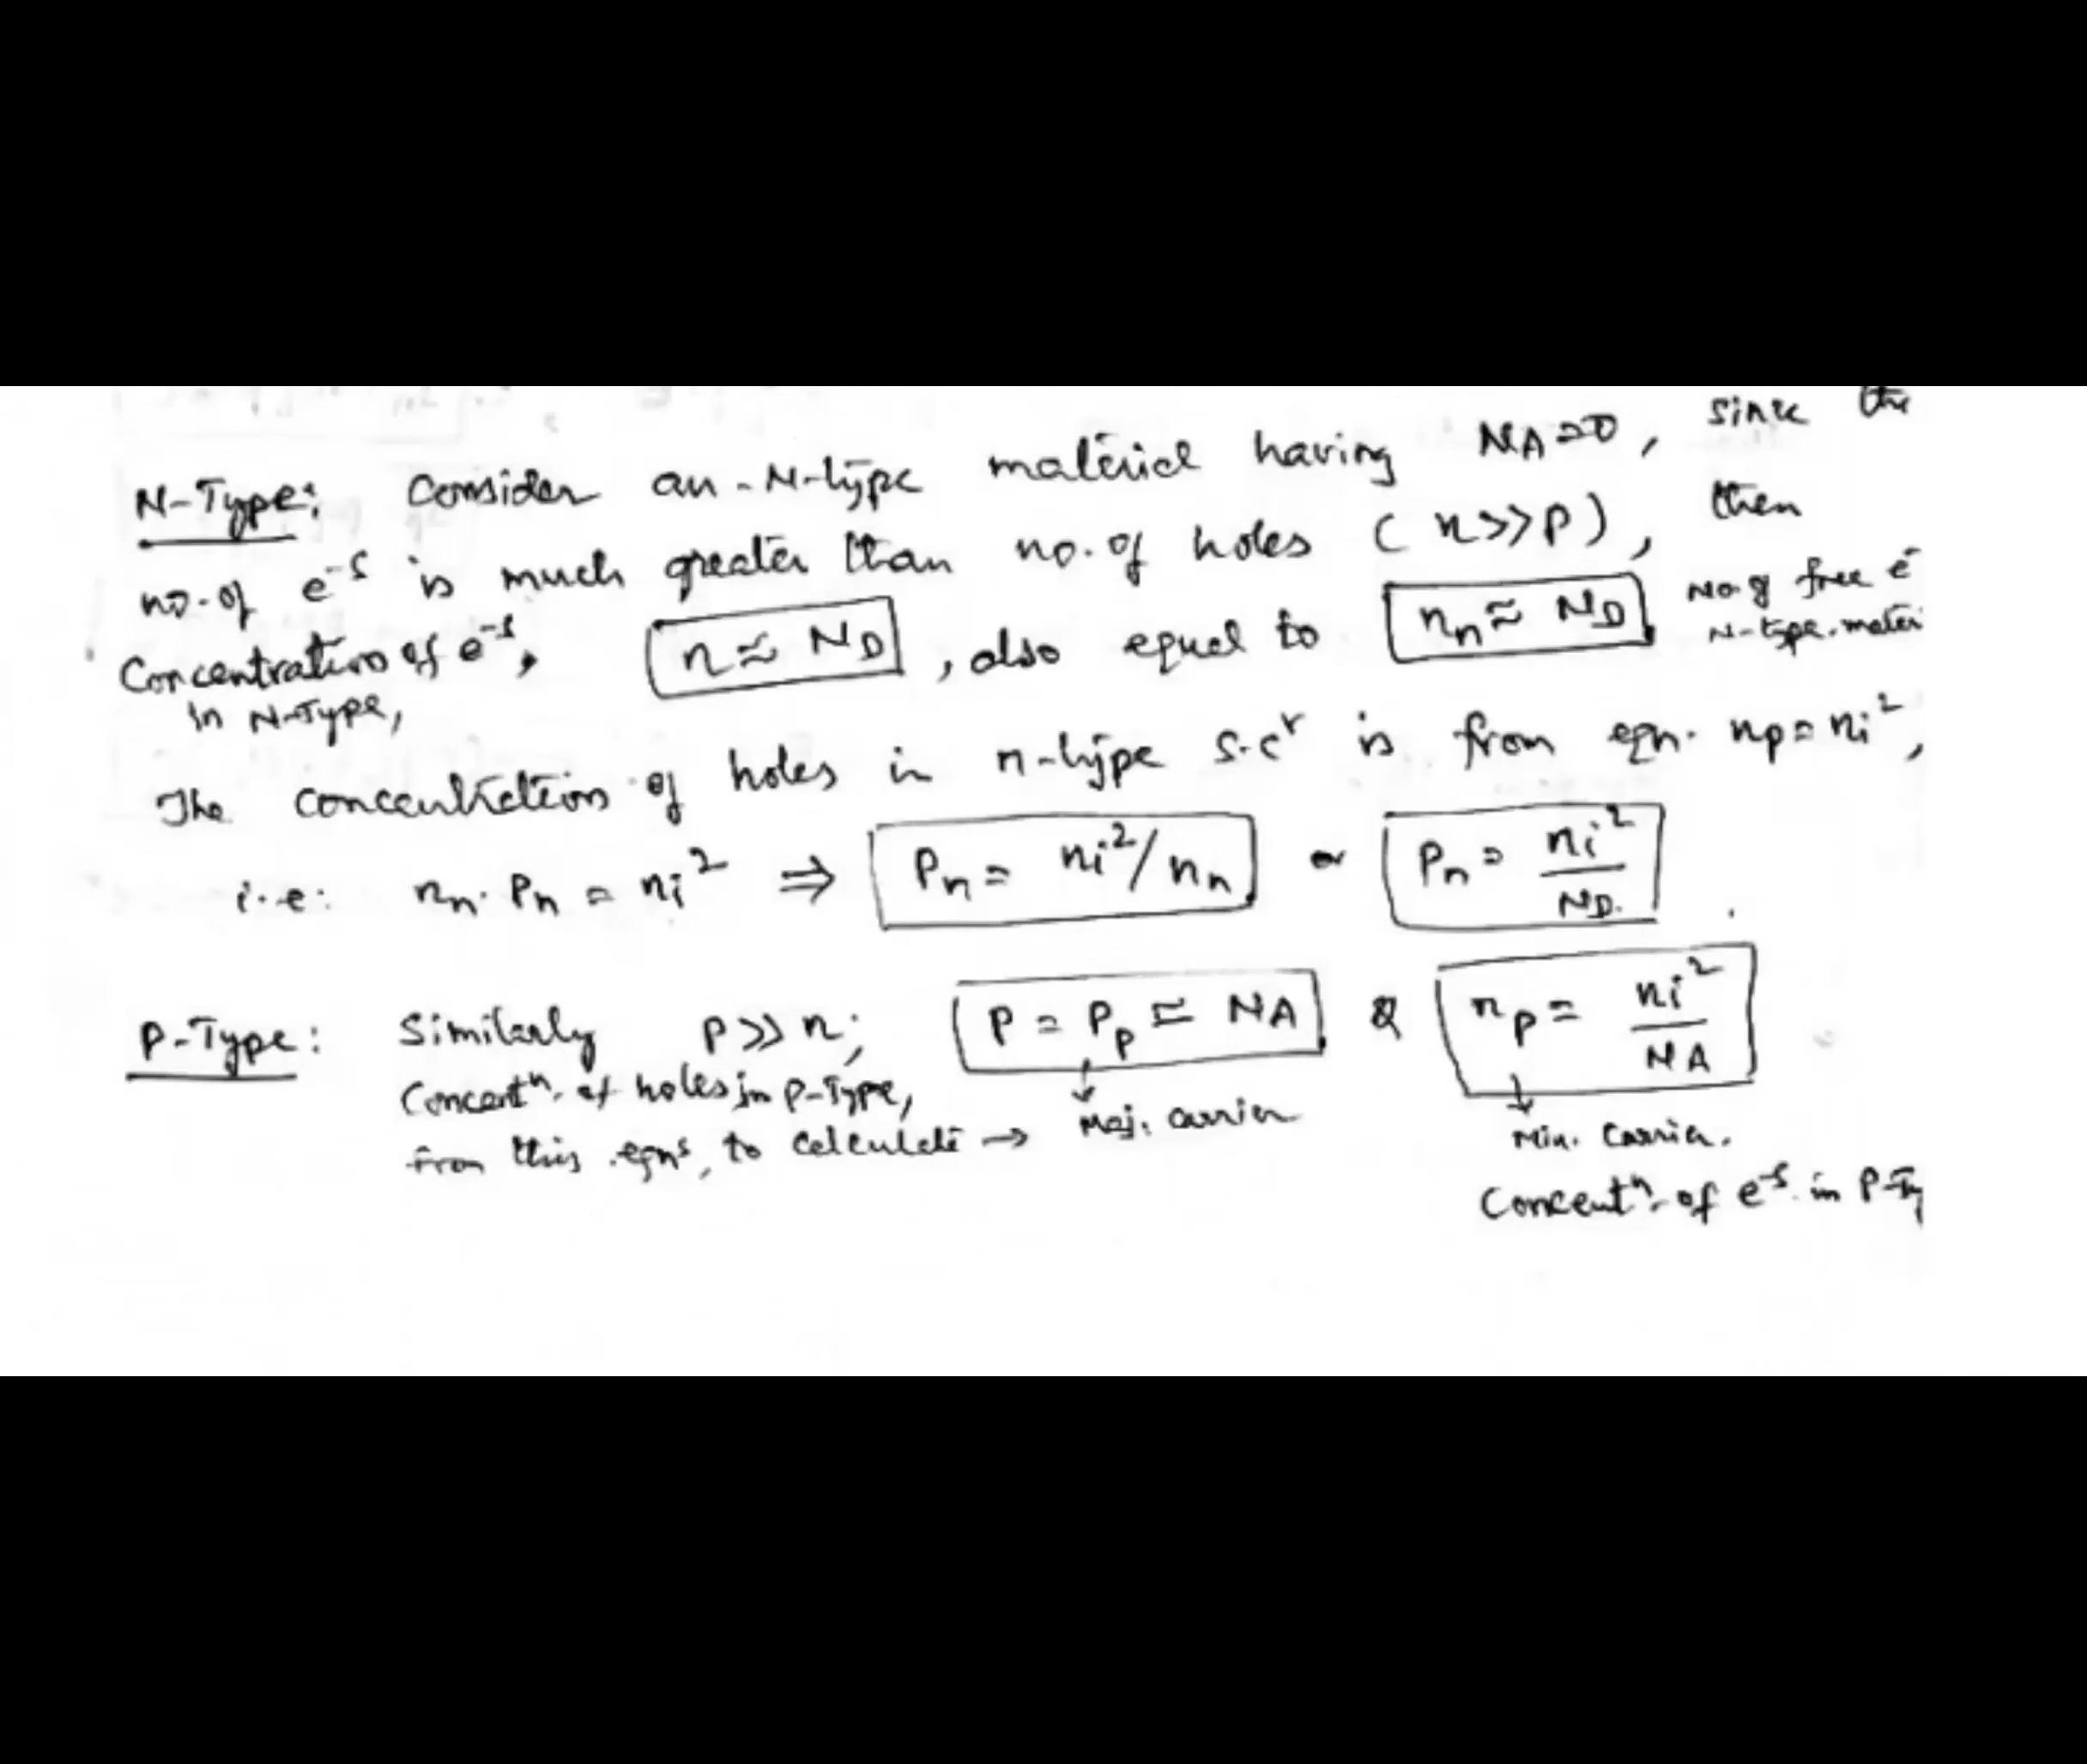 N-Type: Consider an-N-type material having NA=0, since the
no. of e⁻ˢ is much greater than no. of holes ( n>>p ), then
Concentration of e⁻ˢ, n ≈ ND , also equal to nn ≈ ND No. of free e⁻
in N-Type, N-type mater
The concentration of holes in n-type s.cʳ is from eqn. np = ni²,
i.e: nn. Pn = ni² ⇒ Pn = ni²/nn or Pn = ni²/ND.
P-Type: Similarly p>>n; P = Pp ≅ NA & np = ni²/NA
Concentⁿ. of holes in P-Type,
from this eqnˢ, to calculate → Maj. carrier
Min. Carrier.
Concentⁿ. of e⁻ˢ. in P-Ty